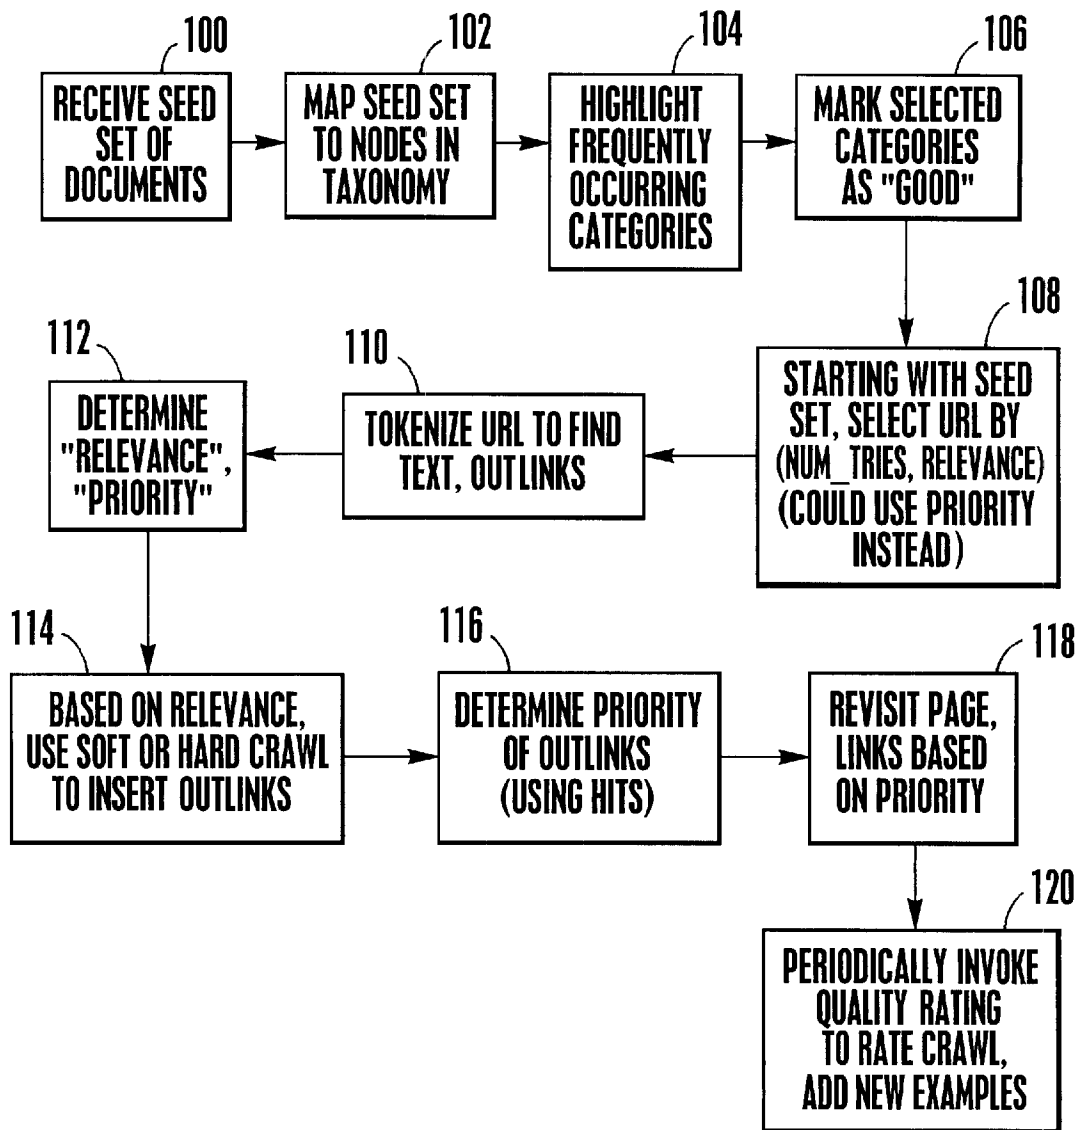 100
RECEIVE SEED
SET OF
DOCUMENTS
102
MAP SEED SET
TO NODES IN
TAXONOMY
104
HIGHLIGHT
FREQUENTLY
OCCURRING
CATEGORIES
106
MARK SELECTED
CATEGORIES
AS "GOOD"
108
STARTING WITH SEED
SET, SELECT URL BY
(NUM_TRIES, RELEVANCE)
(COULD USE PRIORITY
INSTEAD)
110
TOKENIZE URL TO FIND
TEXT, OUTLINKS
112
DETERMINE
"RELEVANCE",
"PRIORITY"
114
BASED ON RELEVANCE,
USE SOFT OR HARD CRAWL
TO INSERT OUTLINKS
116
DETERMINE PRIORITY
OF OUTLINKS
(USING HITS)
118
REVISIT PAGE,
LINKS BASED
ON PRIORITY
120
PERIODICALLY INVOKE
QUALITY RATING
TO RATE CRAWL,
ADD NEW EXAMPLES